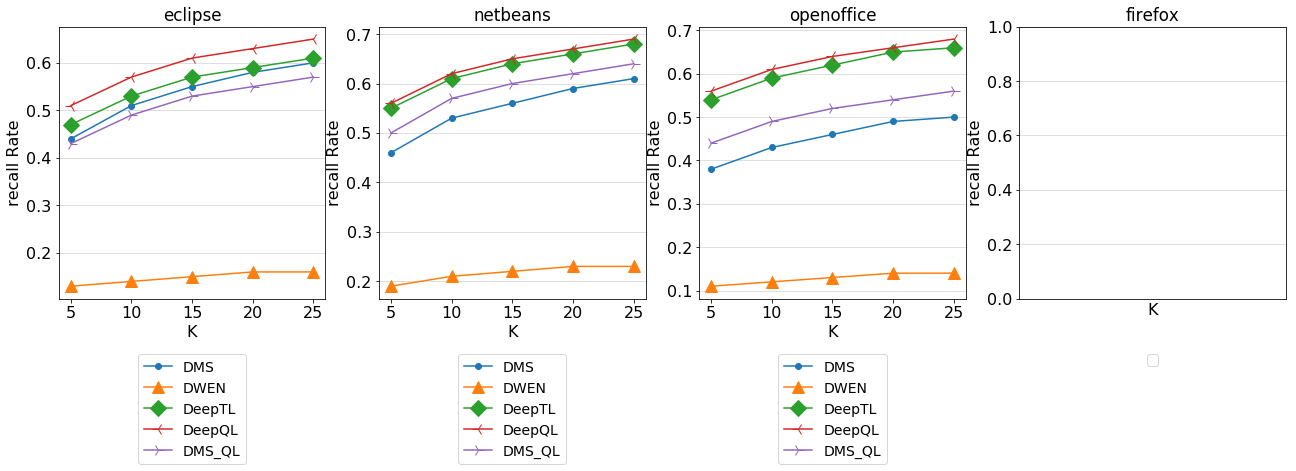 eclipse
recall Rate
0.6
0.5
0.4
0.3
0.2
5 10 15 20 25
K
DMS
DWEN
DeepTL
DeepQL
DMS_QL
netbeans
recall Rate
0.7
0.6
0.5
0.4
0.3
0.2
5 10 15 20 25
K
DMS
DWEN
DeepTL
DeepQL
DMS_QL
openoffice
recall Rate
0.7
0.6
0.5
0.4
0.3
0.2
0.1
5 10 15 20 25
K
DMS
DWEN
DeepTL
DeepQL
DMS_QL
firefox
recall Rate
1.0
0.8
0.6
0.4
0.2
0.0
K